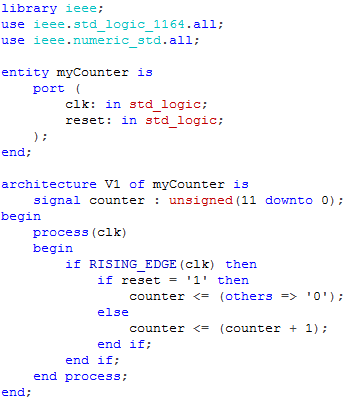 library ieee;
use ieee.std_logic_1164.all;
use ieee.numeric_std.all;

entity myCounter is
    port (
        clk: in std_logic;
        reset: in std_logic;
    );
end;

architecture V1 of myCounter is
    signal counter : unsigned(11 downto 0);
begin
    process(clk)
    begin
        if RISING_EDGE(clk) then
            if reset = '1' then
                counter <= (others => '0');
            else
                counter <= (counter + 1);
            end if;
        end if;
    end process;
end;